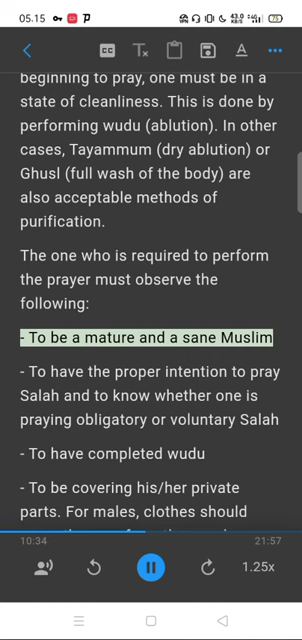 05.15
43.0 KB/S
75
CC
beginning to pray, one must be in a
state of cleanliness. This is done by
performing wudu (ablution). In other
cases, Tayammum (dry ablution) or
Ghusl (full wash of the body) are
also acceptable methods of
purification.
The one who is required to perform
the prayer must observe the
following:
- To be a mature and a sane Muslim
- To have the proper intention to pray
Salah and to know whether one is
praying obligatory or voluntary Salah
- To have completed wudu
- To be covering his/her private
parts. For males, clothes should
10:34
21:57
1.25x